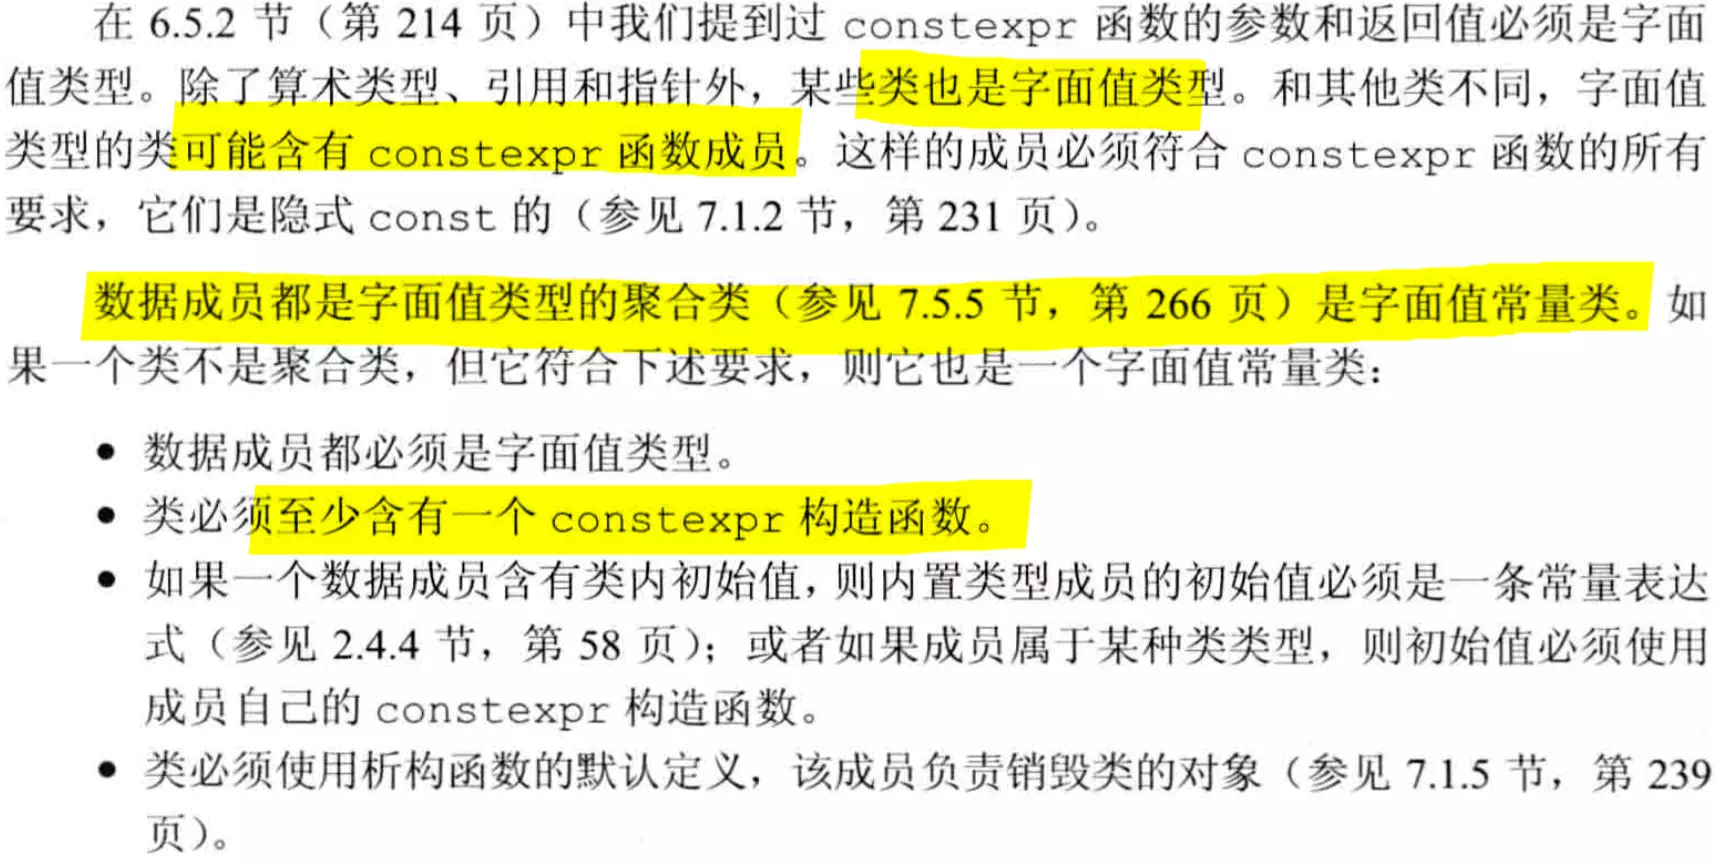 在 6.5.2 节（第 214 页）中我们提到过 constexpr 函数的参数和返回值必须是字面
值类型。除了算术类型、引用和指针外，某些类也是字面值类型。和其他类不同，字面值
类型的类可能含有 constexpr 函数成员。这样的成员必须符合 constexpr 函数的所有
要求，它们是隐式 const 的（参见 7.1.2 节，第 231 页）。
数据成员都是字面值类型的聚合类（参见 7.5.5 节，第 266 页）是字面值常量类。如
果一个类不是聚合类，但它符合下述要求，则它也是一个字面值常量类：
● 数据成员都必须是字面值类型。
● 类必须至少含有一个 constexpr 构造函数。
● 如果一个数据成员含有类内初始值，则内置类型成员的初始值必须是一条常量表达
式（参见 2.4.4 节，第 58 页）；或者如果成员属于某种类类型，则初始值必须使用
成员自己的 constexpr 构造函数。
● 类必须使用析构函数的默认定义，该成员负责销毁类的对象（参见 7.1.5 节，第 239
页）。